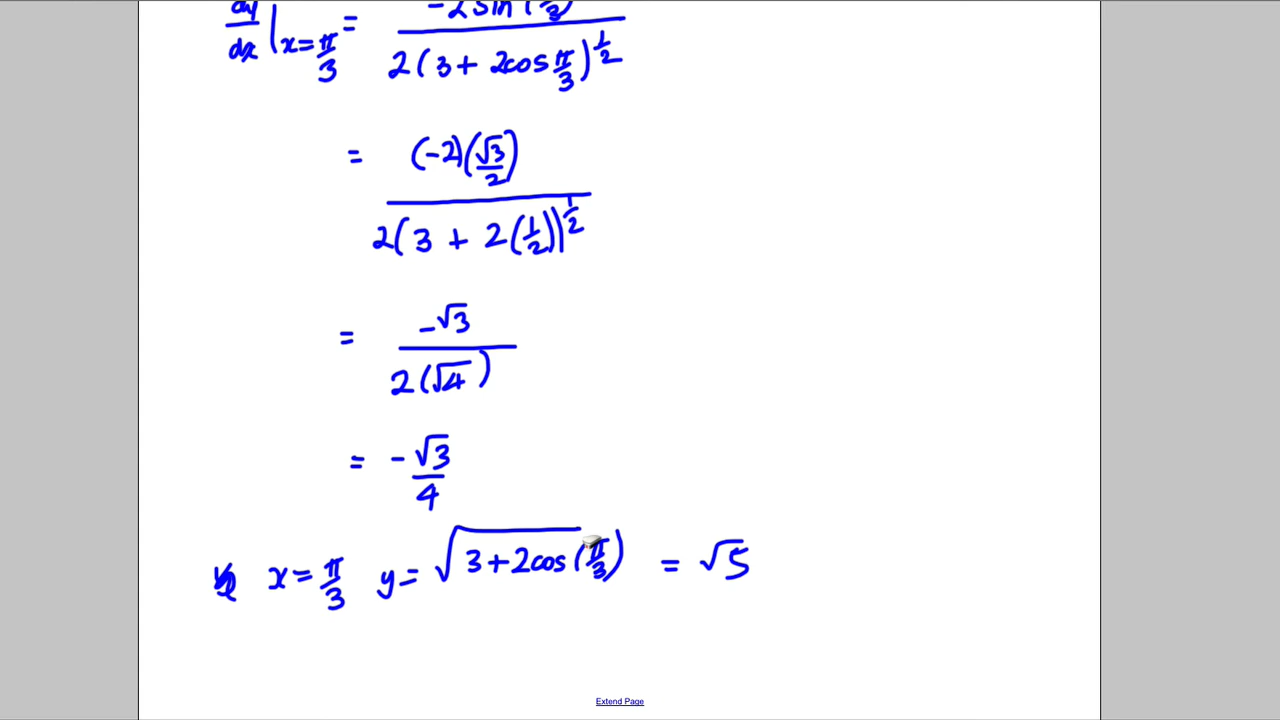 dy/dx |x=π/3 = -2sin(π/3) / 2(3 + 2cos π/3)^1/2
= (-2)(√3/2) / 2(3 + 2(1/2))^1/2
= -√3 / 2(√4)
= -√3/4
x = π/3 y = √3+2cos(π/3) = √5
Extend Page